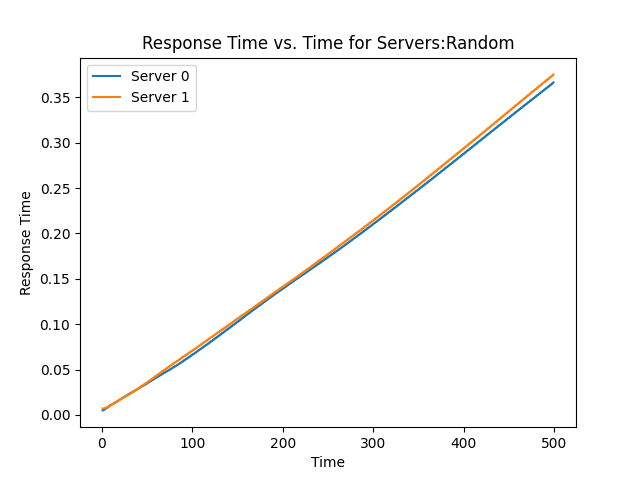 Response Time vs. Time for Servers:Random
Server 0
Server 1
Response Time
0.35
0.30
0.25
0.20
0.15
0.10
0.05
0.00
0 100 200 300 400 500
Time